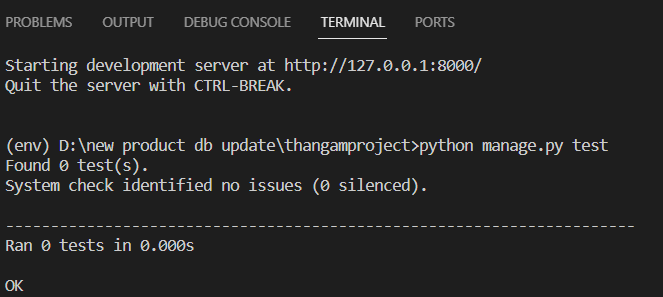 PROBLEMS OUTPUT DEBUG CONSOLE TERMINAL PORTS
Starting development server at http://127.0.0.1:8000/
Quit the server with CTRL-BREAK.
(env) D:\new product db update\thangamproject>python manage.py test
Found 0 test(s).
System check identified no issues (0 silenced).
----------------------------------------------------------------------
Ran 0 tests in 0.000s
OK